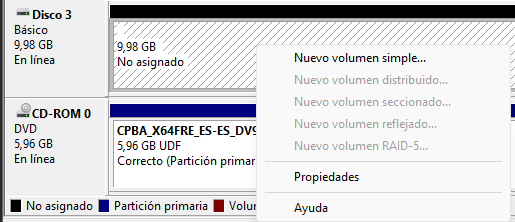 Disco 3
Básico
9,98 GB
En línea
9,98 GB
No asignado
Nuevo volumen simple...
Nuevo volumen distribuido...
Nuevo volumen seccionado...
Nuevo volumen reflejado...
Nuevo volumen RAID-5...
Propiedades
Ayuda
CD-ROM 0
DVD
5,96 GB
En línea
CPBA_X64FRE_ES-ES_DV9
5,96 GB UDF
Correcto (Partición primar
No asignado
Partición primaria
Volum